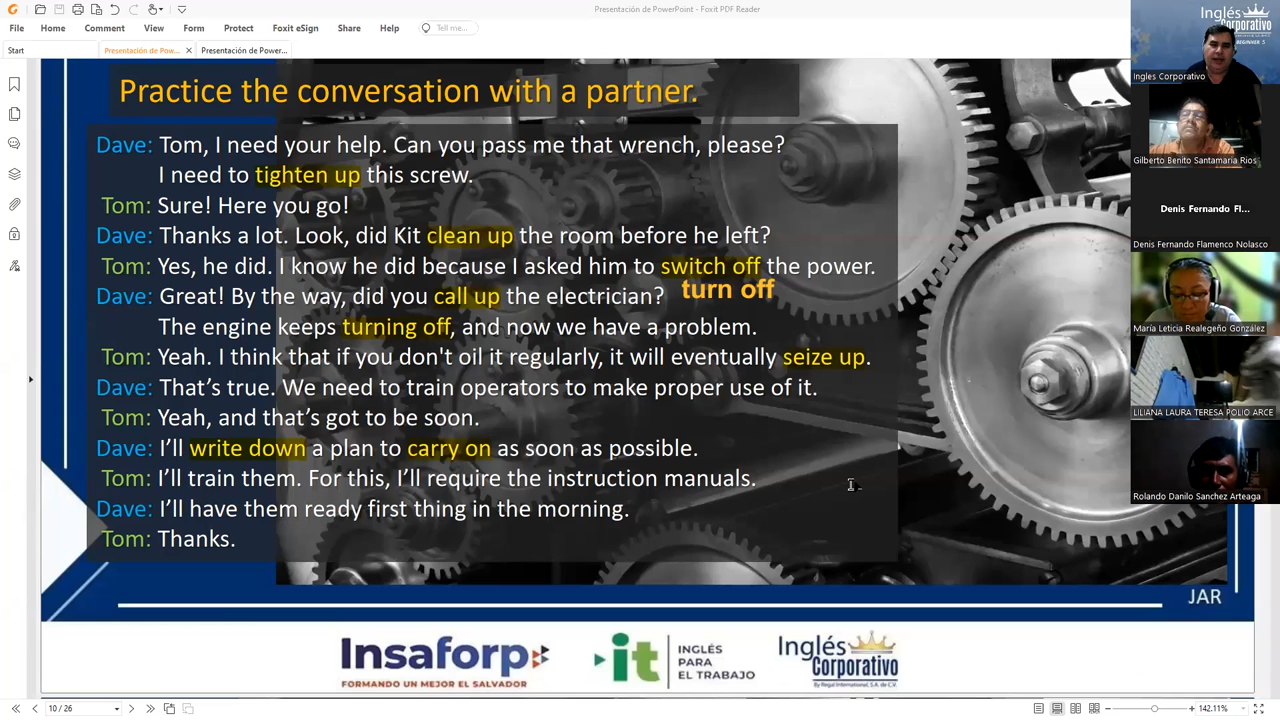 Presentación de PowerPoint - Foxit PDF Reader
File Home Comment View Form Protect Foxit eSign Share Help Tell me...
Start Presentación de Pow... Presentación de Power...
Practice the conversation with a partner.
Dave: Tom, I need your help. Can you pass me that wrench, please?
I need to tighten up this screw.
Tom: Sure! Here you go!
Dave: Thanks a lot. Look, did Kit clean up the room before he left?
Tom: Yes, he did. I know he did because I asked him to switch off the power.
turn off
Dave: Great! By the way, did you call up the electrician?
The engine keeps turning off, and now we have a problem.
Tom: Yeah. I think that if you don't oil it regularly, it will eventually seize up.
Dave: That's true. We need to train operators to make proper use of it.
Tom: Yeah, and that's got to be soon.
Dave: I'll write down a plan to carry on as soon as possible.
Tom: I'll train them. For this, I'll require the instruction manuals.
Dave: I'll have them ready first thing in the morning.
Tom: Thanks.
JAR
Insaforp
FORMANDO UN MEJOR EL SALVADOR
it
INGLÉS
PARA
EL TRABAJO
Inglés
Corporativo
By Regal International, S.A. de C.V.
10 / 26
142.11%
Inglés
Corporativo
BEGINNER 5
Ingles Corporativo
Gilberto Benito Santamaria Rios
Denis Fernando Fl...
Denis Fernando Flamenco Nolasco
María Leticia Realegeño González
LILIANA LAURA TERESA POLIO ARCE
Rolando Danilo Sanchez Arteaga